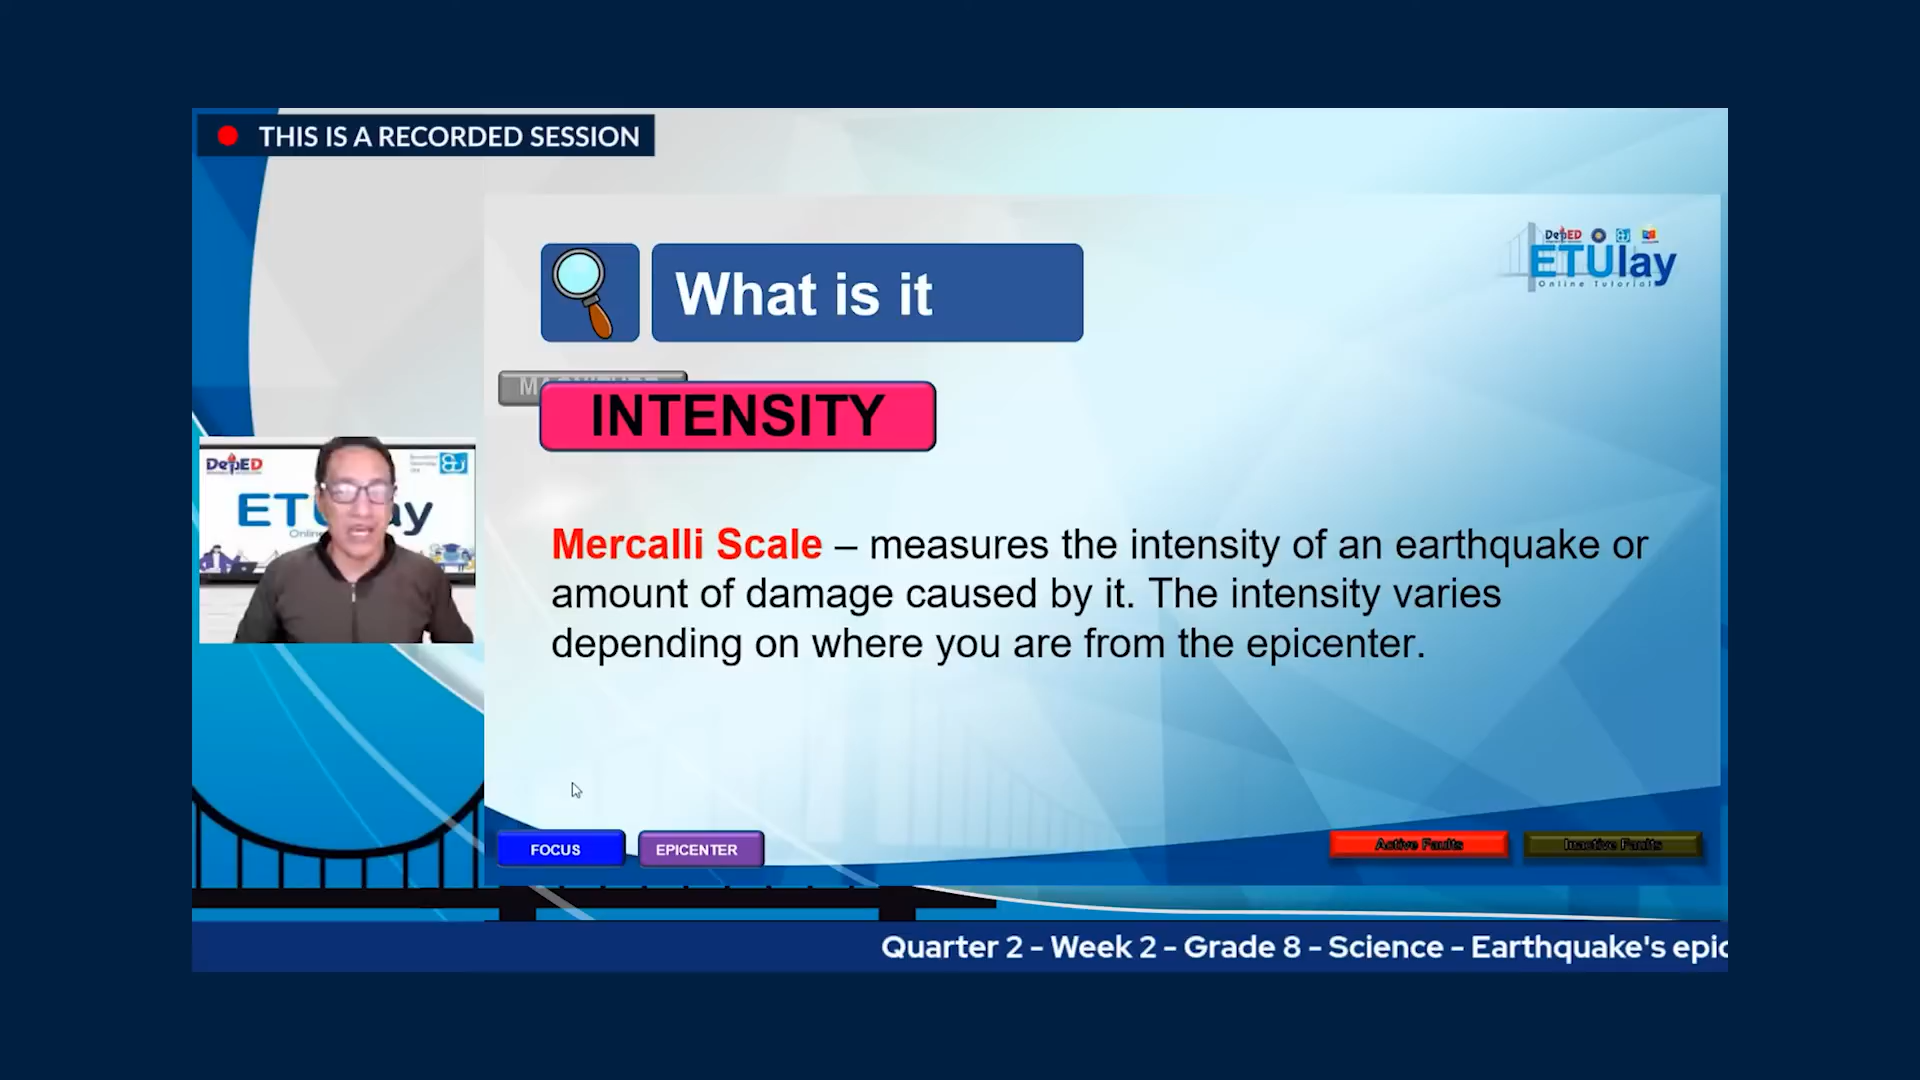 THIS IS A RECORDED SESSION
DepED
ETUlay
Online Tutorial
What is it
INTENSITY
Mercalli Scale – measures the intensity of an earthquake or
amount of damage caused by it. The intensity varies
depending on where you are from the epicenter.
DepED
FOCUS
EPICENTER
Active Faults
Inactive Faults
Quarter 2 - Week 2 - Grade 8 - Science - Earthquake's epic